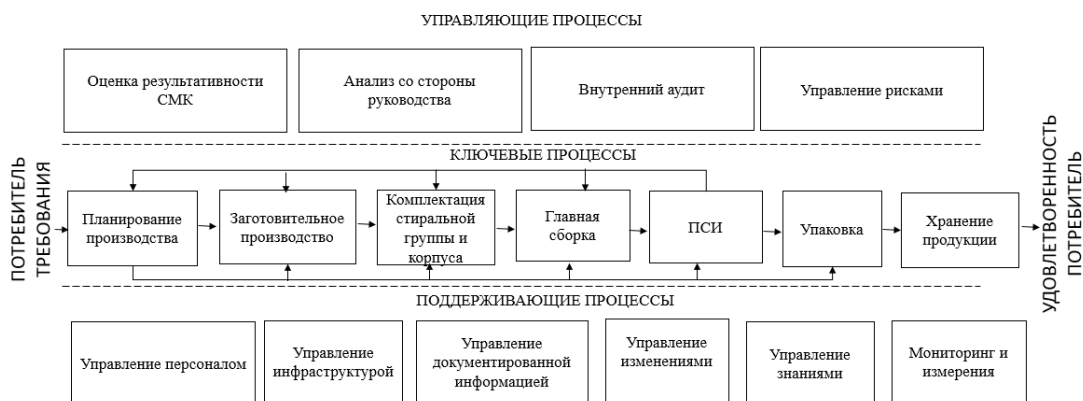 УПРАВЛЯЮЩИЕ ПРОЦЕССЫ
Оценка результативности
СМК
Анализ со стороны
руководства
Внутренний аудит
Управление рисками
КЛЮЧЕВЫЕ ПРОЦЕССЫ
ПОТРЕБИТЕЛЬ
ТРЕБОВАНИЯ
Планирование
производства
Заготовительное
производство
Комплектация
стиральной
группы и
корпуса
Главная
сборка
ПСИ
Упаковка
Хранение
продукции
УДОВЛЕТВОРЕННОСТЬ
ПОТРЕБИТЕЛЬ
ПОДДЕРЖИВАЮЩИЕ ПРОЦЕССЫ
Управление персоналом
Управление
инфраструктурой
Управление
документированной
информацией
Управление
изменениями
Управление
знаниями
Мониторинг и
измерения